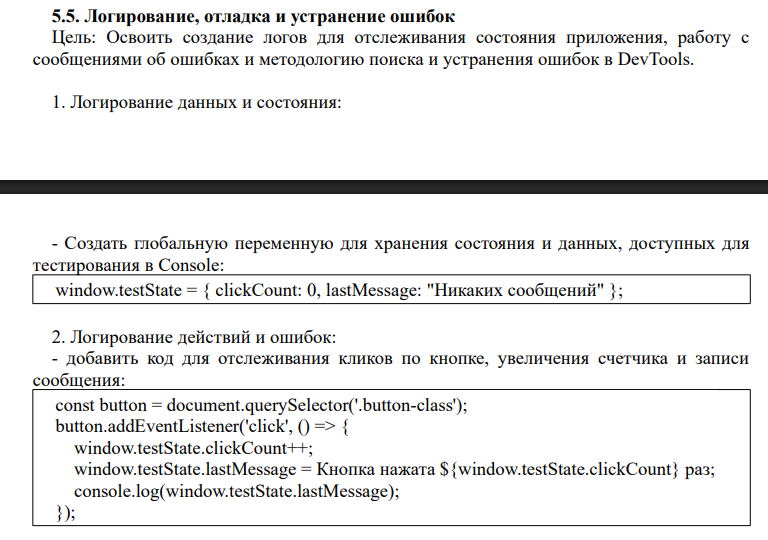 5.5. Логирование, отладка и устранение ошибок
Цель: Освоить создание логов для отслеживания состояния приложения, работу с
сообщениями об ошибках и методологию поиска и устранения ошибок в DevTools.
1. Логирование данных и состояния:
- Создать глобальную переменную для хранения состояния и данных, доступных для
тестирования в Console:
window.testState = { clickCount: 0, lastMessage: "Никаких сообщений" };
2. Логирование действий и ошибок:
- добавить код для отслеживания кликов по кнопке, увеличения счетчика и записи
сообщения:
const button = document.querySelector('.button-class');
button.addEventListener('click', () => {
window.testState.clickCount++;
window.testState.lastMessage = Кнопка нажата ${window.testState.clickCount} раз;
console.log(window.testState.lastMessage);
});